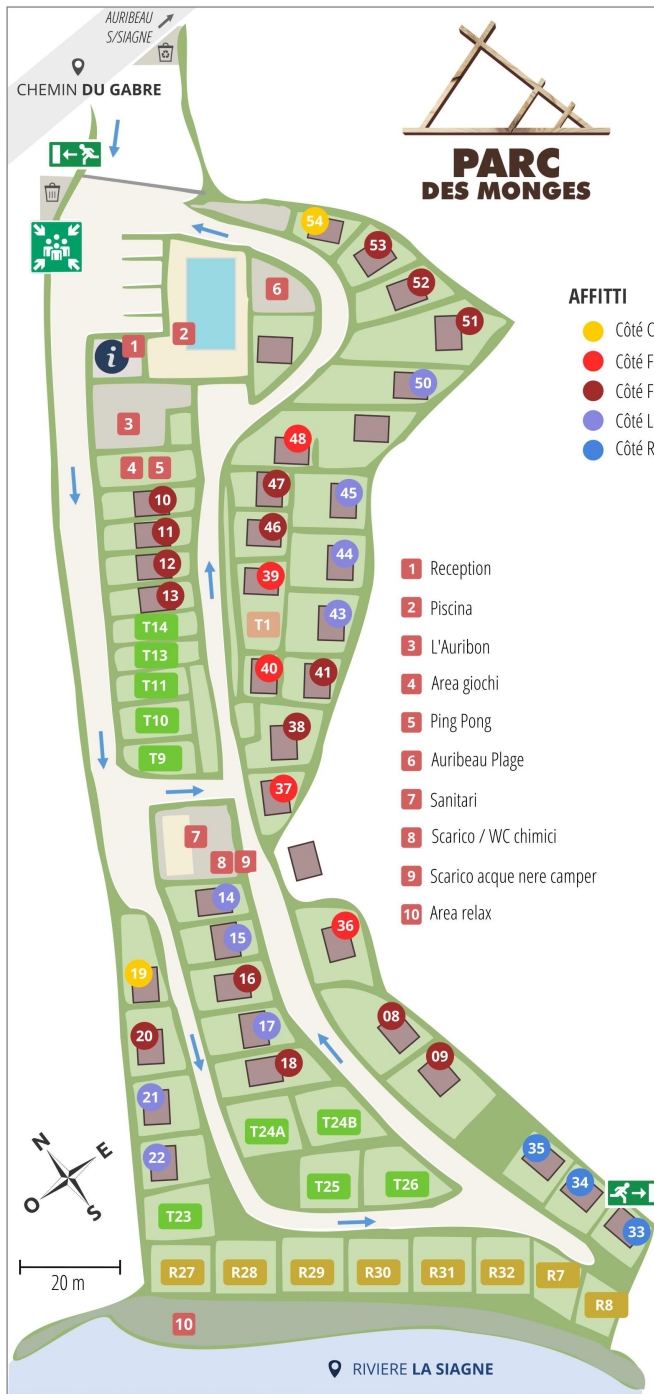 AURIBEAU
S/SIAGNE
CHEMIN DU GABRE
PARC
DES MONGES
54
53
52
51
6
2
i 1
50
AFFITTI
Côté C
Côté F
Côté F
Côté L
Côté R
3
48
4 5
47
45
10
46
11
44
12
39
13
T1
43
T14
T13
T11
40
41
T10
38
T9
37
1 Reception
2 Piscina
3 L'Auribon
4 Area giochi
5 Ping Pong
6 Auribeau Plage
7 Sanitari
8 Scarico / WC chimici
9 Scarico acque nere camper
10 Area relax
7
8 9
14
15
36
19
16
08
20
17
09
18
21
T24A
T24B
22
35
T25
T26
34
T23
33
N
E
O
S
20 m
R27
R28
R29
R30
R31
R32
R7
R8
10
RIVIERE LA SIAGNE